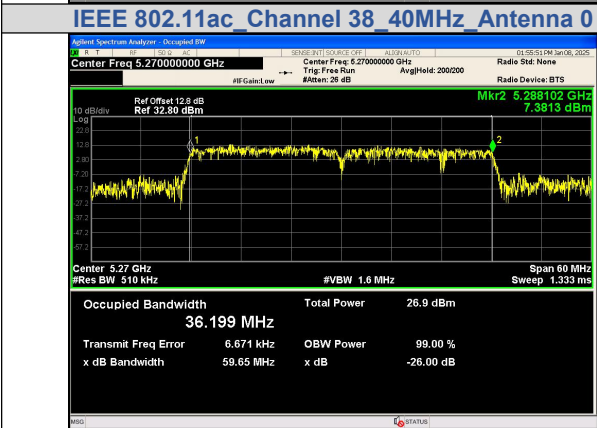 IEEE 802.11ac_Channel 38_40MHz_Antenna 0
Agilent Spectrum Analyzer - Occupied BW
R T RF 50 Ω AC SENSE:INT SOURCE OFF ALIGN AUTO 01:55:51 PM Jan 08, 2025
Center Freq 5.270000000 GHz Center Freq: 5.270000000 GHz Radio Std: None
Trig: Free Run Avg|Hold: 200/200
#IFGain:Low #Atten: 26 dB Radio Device: BTS
Mkr2 5.288102 GHz
7.3813 dBm
Ref Offset 12.8 dB
10 dB/div Ref 32.80 dBm
Log
22.8
12.8
2.80
-7.20
-17.2
-27.2
-37.2
-47.2
-57.2
1
2
Center 5.27 GHz Span 60 MHz
#Res BW 510 kHz #VBW 1.6 MHz Sweep 1.333 ms
Occupied Bandwidth Total Power 26.9 dBm
36.199 MHz
Transmit Freq Error 6.671 kHz OBW Power 99.00 %
x dB Bandwidth 59.65 MHz x dB -26.00 dB
MSG STATUS